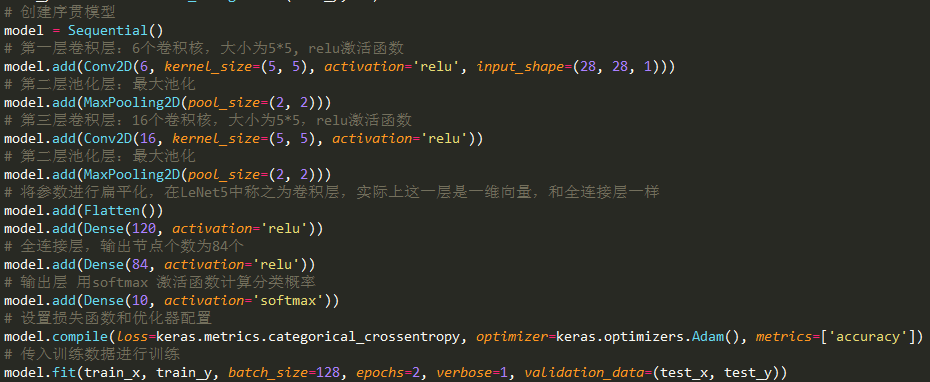 # 创建序贯模型
model = Sequential()
# 第一层卷积层：6个卷积核，大小为5*5, relu激活函数
model.add(Conv2D(6, kernel_size=(5, 5), activation='relu', input_shape=(28, 28, 1)))
# 第二层池化层：最大池化
model.add(MaxPooling2D(pool_size=(2, 2)))
# 第三层卷积层：16个卷积核，大小为5*5，relu激活函数
model.add(Conv2D(16, kernel_size=(5, 5), activation='relu'))
# 第二层池化层：最大池化
model.add(MaxPooling2D(pool_size=(2, 2)))
# 将参数进行扁平化，在LeNet5中称之为卷积层，实际上这一层是一维向量，和全连接层一样
model.add(Flatten())
model.add(Dense(120, activation='relu'))
# 全连接层，输出节点个数为84个
model.add(Dense(84, activation='relu'))
# 输出层 用softmax 激活函数计算分类概率
model.add(Dense(10, activation='softmax'))
# 设置损失函数和优化器配置
model.compile(loss=keras.metrics.categorical_crossentropy, optimizer=keras.optimizers.Adam(), metrics=['accuracy'])
# 传入训练数据进行训练
model.fit(train_x, train_y, batch_size=128, epochs=2, verbose=1, validation_data=(test_x, test_y))